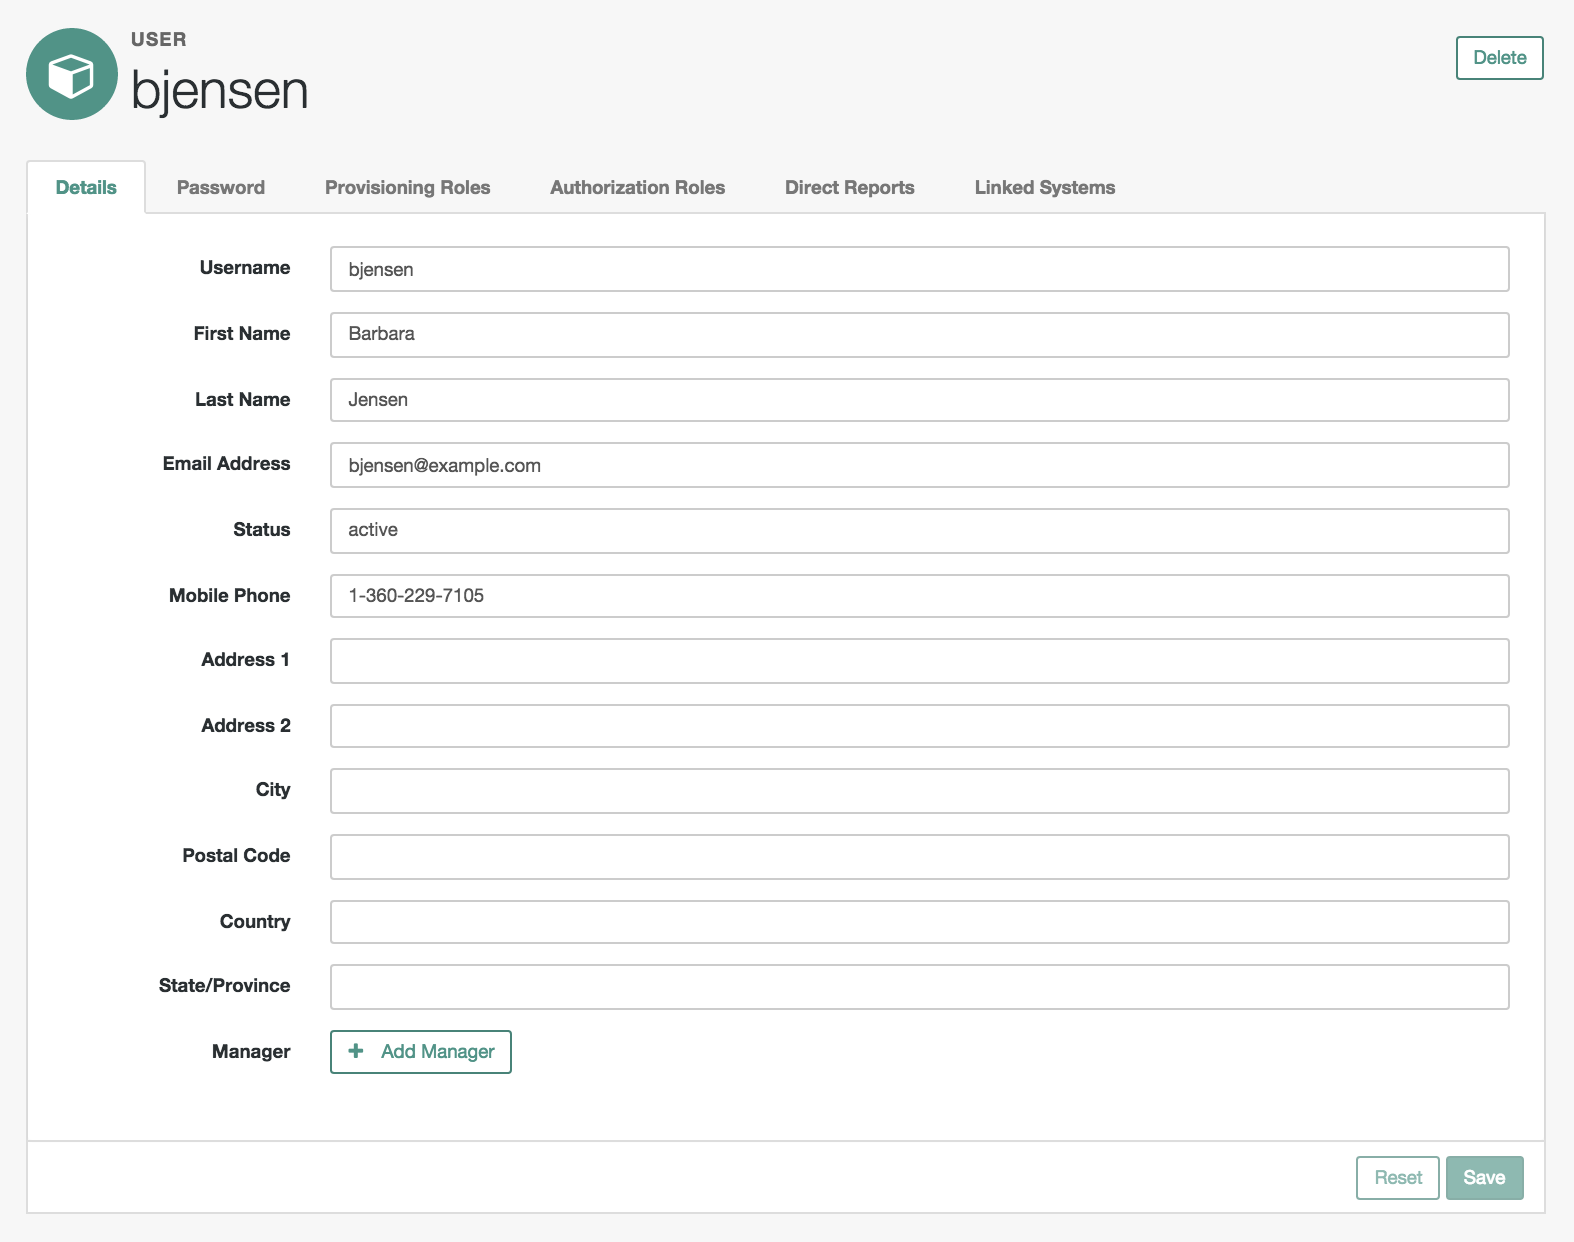 USER
bjensen
Delete
Details Password Provisioning Roles Authorization Roles Direct Reports Linked Systems
Username bjensen
First Name Barbara
Last Name Jensen
Email Address bjensen@example.com
Status active
Mobile Phone 1-360-229-7105
Address 1
Address 2
City
Postal Code
Country
State/Province
Manager + Add Manager
Reset Save